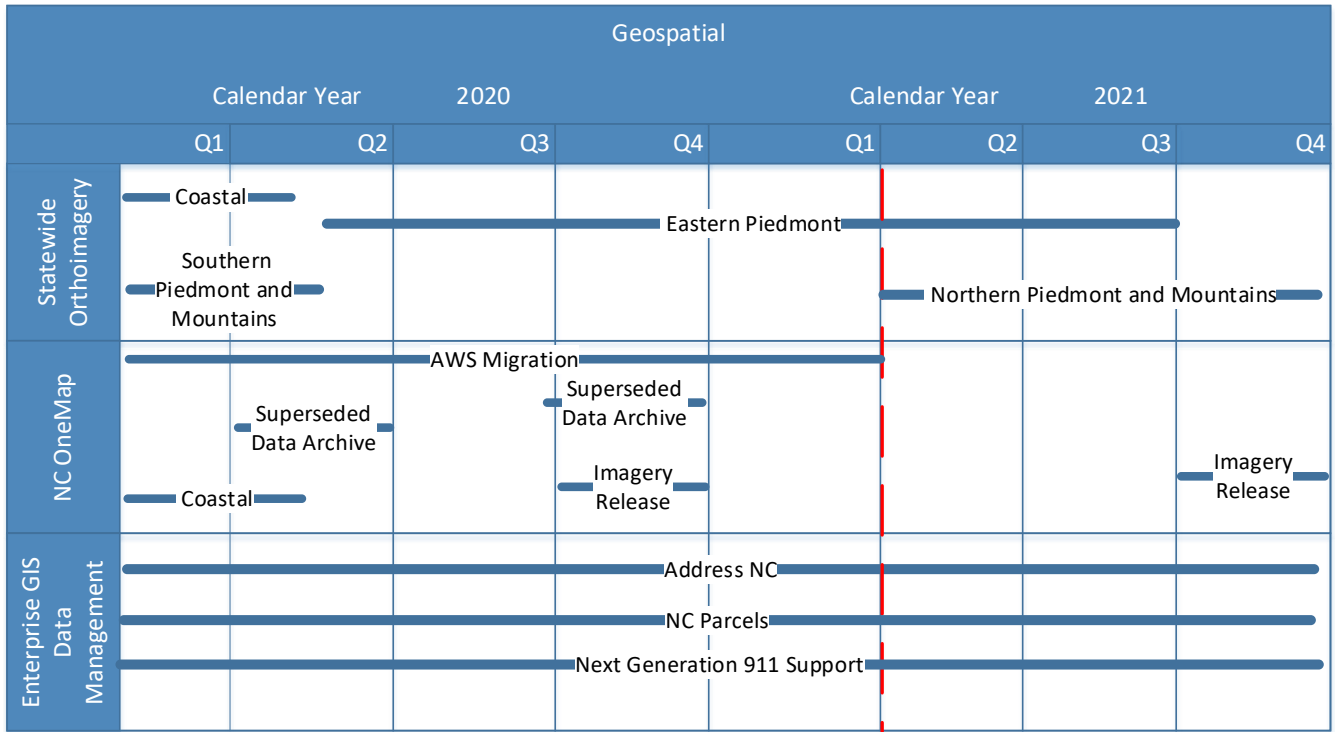 Geospatial
Calendar Year 2020 Calendar Year 2021
Q1 Q2 Q3 Q4 Q1 Q2 Q3 Q4
Statewide
Orthoimagery
Coastal
Eastern Piedmont
Southern
Piedmont and
Mountains
Northern Piedmont and Mountains
NC OneMap
AWS Migration
Superseded
Data Archive
Superseded
Data Archive
Coastal
Imagery
Release
Imagery
Release
Enterprise GIS
Data
Management
Address NC
NC Parcels
Next Generation 911 Support